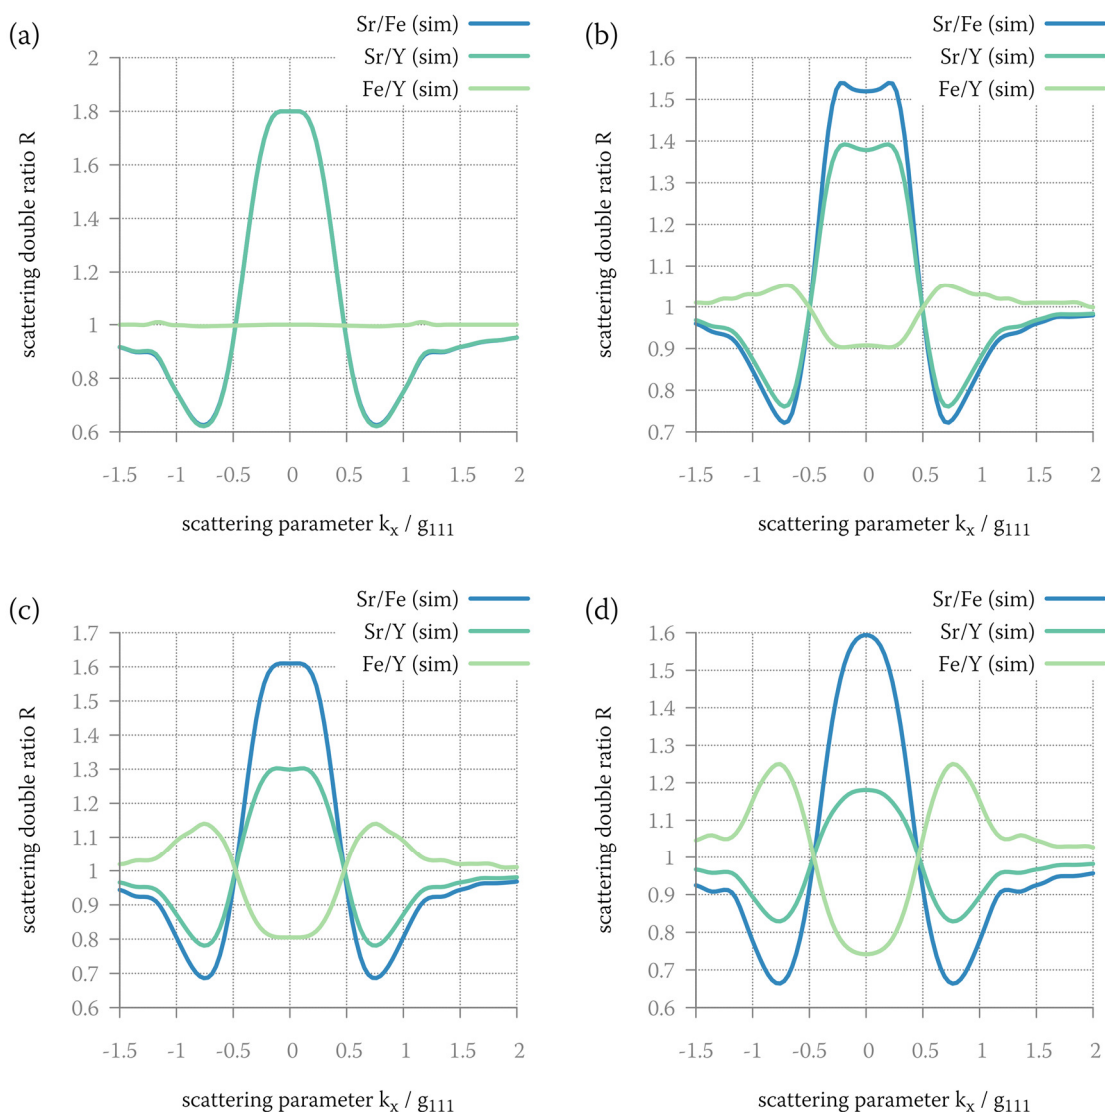 (a)
Sr/Fe (sim)
Sr/Y (sim)
Fe/Y (sim)
2
1.8
1.6
1.4
1.2
1
0.8
0.6
scattering double ratio R
-1.5 -1 -0.5 0 0.5 1 1.5 2
scattering parameter kx / g111
(b)
Sr/Fe (sim)
Sr/Y (sim)
Fe/Y (sim)
1.6
1.5
1.4
1.3
1.2
1.1
1
0.9
0.8
0.7
scattering double ratio R
-1.5 -1 -0.5 0 0.5 1 1.5 2
scattering parameter kx / g111
(c)
Sr/Fe (sim)
Sr/Y (sim)
Fe/Y (sim)
1.7
1.6
1.5
1.4
1.3
1.2
1.1
1
0.9
0.8
0.7
0.6
scattering double ratio R
-1.5 -1 -0.5 0 0.5 1 1.5 2
scattering parameter kx / g111
(d)
Sr/Fe (sim)
Sr/Y (sim)
Fe/Y (sim)
1.6
1.5
1.4
1.3
1.2
1.1
1
0.9
0.8
0.7
0.6
scattering double ratio R
-1.5 -1 -0.5 0 0.5 1 1.5 2
scattering parameter kx / g111